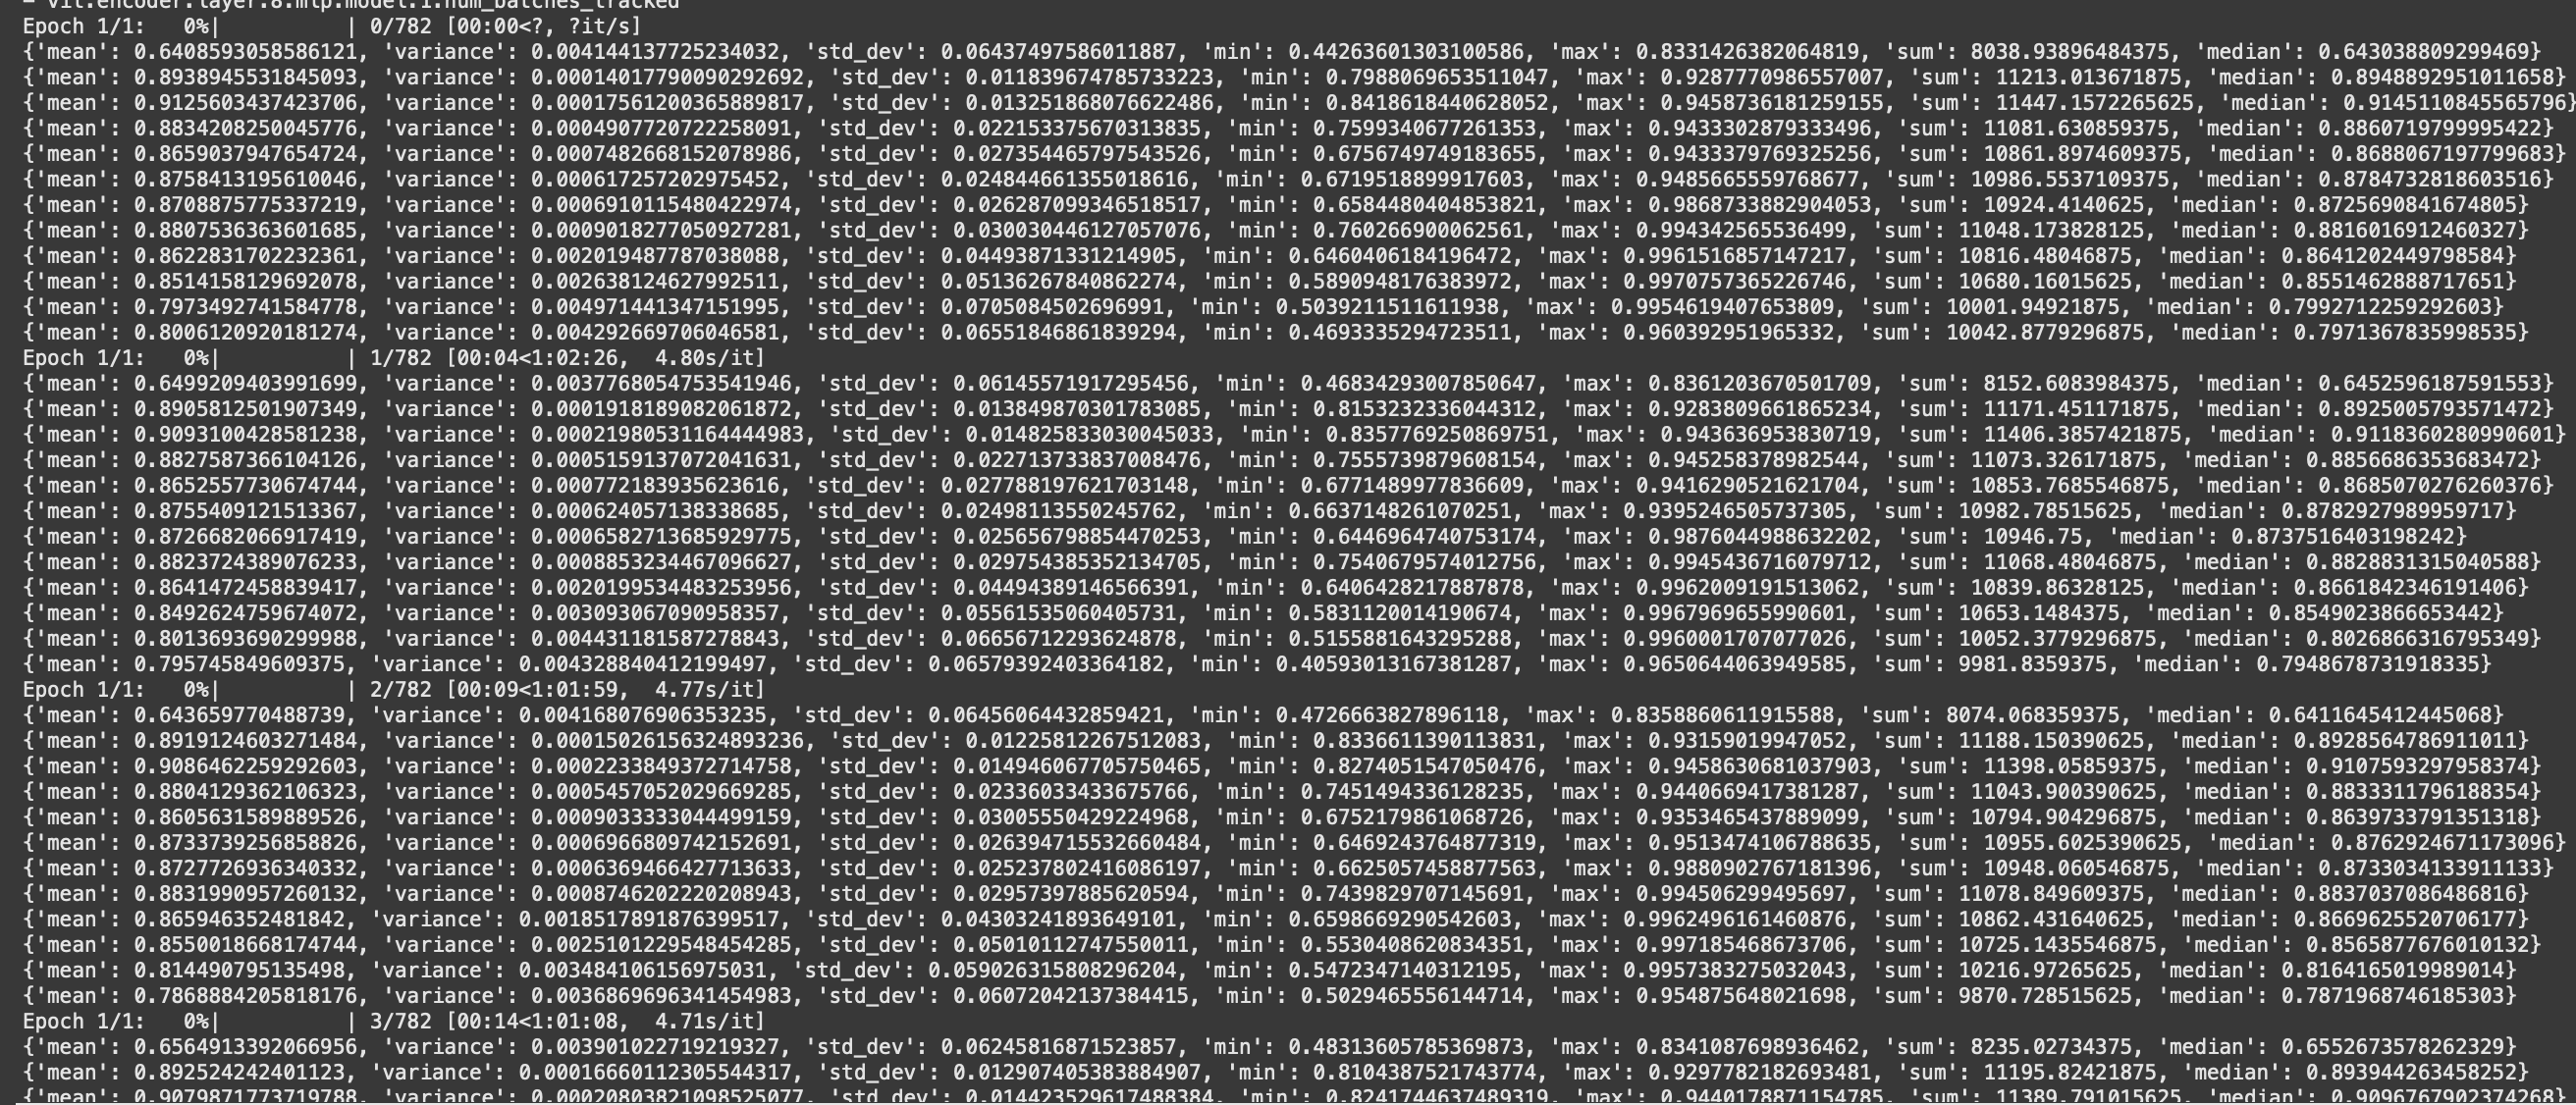 - vit.encoder.layer.8.mlp.model.1.num_batches_tracked
Epoch 1/1:   0%|          | 0/782 [00:00<?, ?it/s]
{'mean': 0.6408593058586121, 'variance': 0.004144137725234032, 'std_dev': 0.06437497586011887, 'min': 0.44263601303100586, 'max': 0.8331426382064819, 'sum': 8038.93896484375, 'median': 0.643038809299469}
{'mean': 0.8938945531845093, 'variance': 0.00014017790090292692, 'std_dev': 0.011839674785733223, 'min': 0.7988069653511047, 'max': 0.9287770986557007, 'sum': 11213.013671875, 'median': 0.8948892951011658}
{'mean': 0.9125603437423706, 'variance': 0.00017561200365889817, 'std_dev': 0.013251868076622486, 'min': 0.8418618440628052, 'max': 0.9458736181259155, 'sum': 11447.1572265625, 'median': 0.9145110845565796}
{'mean': 0.8834208250045776, 'variance': 0.0004907720722258091, 'std_dev': 0.022153375670313835, 'min': 0.7599340677261353, 'max': 0.9433302879333496, 'sum': 11081.630859375, 'median': 0.8860719799995422}
{'mean': 0.8659037947654724, 'variance': 0.0007482668152078986, 'std_dev': 0.027354465797543526, 'min': 0.6756749749183655, 'max': 0.9433379769325256, 'sum': 10861.8974609375, 'median': 0.8688067197799683}
{'mean': 0.8758413195610046, 'variance': 0.000617257202975452, 'std_dev': 0.024844661355018616, 'min': 0.6719518899917603, 'max': 0.9485665559768677, 'sum': 10986.5537109375, 'median': 0.8784732818603516}
{'mean': 0.8708875775337219, 'variance': 0.0006910115480422974, 'std_dev': 0.026287099346518517, 'min': 0.6584480404853821, 'max': 0.9868733882904053, 'sum': 10924.4140625, 'median': 0.8725690841674805}
{'mean': 0.8807536363601685, 'variance': 0.0009018277050927281, 'std_dev': 0.030030446127057076, 'min': 0.760266900062561, 'max': 0.994342565536499, 'sum': 11048.173828125, 'median': 0.8816016912460327}
{'mean': 0.8622831702232361, 'variance': 0.002019487787038088, 'std_dev': 0.04493871331214905, 'min': 0.6460406184196472, 'max': 0.9961516857147217, 'sum': 10816.48046875, 'median': 0.8641202449798584}
{'mean': 0.8514158129692078, 'variance': 0.002638124627992511, 'std_dev': 0.05136267840862274, 'min': 0.5890948176383972, 'max': 0.9970757365226746, 'sum': 10680.16015625, 'median': 0.8551462888717651}
{'mean': 0.7973492741584778, 'variance': 0.004971441347151995, 'std_dev': 0.0705084502696991, 'min': 0.5039211511611938, 'max': 0.9954619407653809, 'sum': 10001.94921875, 'median': 0.7992712259292603}
{'mean': 0.8006120920181274, 'variance': 0.004292669706046581, 'std_dev': 0.06551846861839294, 'min': 0.4693335294723511, 'max': 0.960392951965332, 'sum': 10042.8779296875, 'median': 0.7971367835998535}
Epoch 1/1:   0%|          | 1/782 [00:04<1:02:26,  4.80s/it]
{'mean': 0.6499209403991699, 'variance': 0.0037768054753541946, 'std_dev': 0.06145571917295456, 'min': 0.46834293007850647, 'max': 0.8361203670501709, 'sum': 8152.6083984375, 'median': 0.6452596187591553}
{'mean': 0.8905812501907349, 'variance': 0.00019181890820618​72, 'std_dev': 0.013849870301783085, 'min': 0.8153232336044312, 'max': 0.9283809661865234, 'sum': 11171.451171875, 'median': 0.8925005793571472}
{'mean': 0.9093100428581238, 'variance': 0.00021980531164444983, 'std_dev': 0.014825833030045033, 'min': 0.8357769250869751, 'max': 0.943636953830719, 'sum': 11406.3857421875, 'median': 0.9118360280990601}
{'mean': 0.8827587366104126, 'variance': 0.0005159137072041631, 'std_dev': 0.022713733837008476, 'min': 0.7555739879608154, 'max': 0.945258378982544, 'sum': 11073.326171875, 'median': 0.8856686353683472}
{'mean': 0.8652557730674744, 'variance': 0.000772183935623616, 'std_dev': 0.027788197621703148, 'min': 0.6771489977836609, 'max': 0.9416290521621704, 'sum': 10853.7685546875, 'median': 0.8685070276260376}
{'mean': 0.8755409121513367, 'variance': 0.000624057138338685, 'std_dev': 0.02498113550245762, 'min': 0.6637148261070251, 'max': 0.9395246505737305, 'sum': 10982.78515625, 'median': 0.8782927989959717}
{'mean': 0.8726682066917419, 'variance': 0.0006582713685929775, 'std_dev': 0.025656798854470253, 'min': 0.6446964740753174, 'max': 0.9876044988632202, 'sum': 10946.75, 'median': 0.8737516403198242}
{'mean': 0.8823724389076233, 'variance': 0.0008853234467096627, 'std_dev': 0.029754385352134705, 'min': 0.7540679574012756, 'max': 0.9945436716079712, 'sum': 11068.48046875, 'median': 0.8828831315040588}
{'mean': 0.8641472458839417, 'variance': 0.0020199534483253956, 'std_dev': 0.04494389146566391, 'min': 0.6406428217887878, 'max': 0.9962009191513062, 'sum': 10839.86328125, 'median': 0.8661842346191406}
{'mean': 0.8492624759674072, 'variance': 0.003093067090958357, 'std_dev': 0.05561535060405731, 'min': 0.5831120014190674, 'max': 0.9967969655990601, 'sum': 10653.1484375, 'median': 0.8549023866653442}
{'mean': 0.8013693690299988, 'variance': 0.004431181587278843, 'std_dev': 0.06656712293624878, 'min': 0.5155881643295288, 'max': 0.9960001707077026, 'sum': 10052.3779296875, 'median': 0.8026866316795349}
{'mean': 0.795745849609375, 'variance': 0.004328840412199497, 'std_dev': 0.06579392403364182, 'min': 0.40593013167381287, 'max': 0.9650644063949585, 'sum': 9981.8359375, 'median': 0.7948678731918335}
Epoch 1/1:   0%|          | 2/782 [00:09<1:01:59,  4.77s/it]
{'mean': 0.643659770488739, 'variance': 0.004168076906353235, 'std_dev': 0.06456064432859421, 'min': 0.4726663827896118, 'max': 0.8358860611915588, 'sum': 8074.068359375, 'median': 0.6411645412445068}
{'mean': 0.8919124603271484, 'variance': 0.00015026156324893236, 'std_dev': 0.01225812267512083, 'min': 0.8336611390113831, 'max': 0.93159019947052, 'sum': 11188.150390625, 'median': 0.8928564786911011}
{'mean': 0.9086462259292603, 'variance': 0.0002233849372714758, 'std_dev': 0.014946067705750465, 'min': 0.8274051547050476, 'max': 0.9458630681037903, 'sum': 11398.05859375, 'median': 0.9107593297958374}
{'mean': 0.8804129362106323, 'variance': 0.0005457052029669285, 'std_dev': 0.02336033433675766, 'min': 0.7451494336128235, 'max': 0.9440669417381287, 'sum': 11043.900390625, 'median': 0.8833311796188354}
{'mean': 0.8605631589889526, 'variance': 0.0009033333044499159, 'std_dev': 0.03005550429224968, 'min': 0.6752179861068726, 'max': 0.9353465437889099, 'sum': 10794.904296875, 'median': 0.8639733791351318}
{'mean': 0.8733739256858826, 'variance': 0.0006966809742152691, 'std_dev': 0.026394715532660484, 'min': 0.6469243764877319, 'max': 0.9513474106788635, 'sum': 10955.6025390625, 'median': 0.8762924671173096}
{'mean': 0.8727726936340332, 'variance': 0.0006369466427713633, 'std_dev': 0.025237802416086197, 'min': 0.6625057458877563, 'max': 0.9880902767181396, 'sum': 10948.060546875, 'median': 0.8733034133911133}
{'mean': 0.8831990957260132, 'variance': 0.0008746202220208943, 'std_dev': 0.02957397885620594, 'min': 0.7439829707145691, 'max': 0.994506299495697, 'sum': 11078.849609375, 'median': 0.8837037086486816}
{'mean': 0.865946352481842, 'variance': 0.0018517891876399517, 'std_dev': 0.04303241893649101, 'min': 0.6598669290542603, 'max': 0.9962496161460876, 'sum': 10862.431640625, 'median': 0.8669625520706177}
{'mean': 0.8550018668174744, 'variance': 0.0025101229548454285, 'std_dev': 0.05010112747550011, 'min': 0.5530408620834351, 'max': 0.997185468673706, 'sum': 10725.1435546875, 'median': 0.8565877676010132}
{'mean': 0.814490795135498, 'variance': 0.003484106156975031, 'std_dev': 0.059026315808296204, 'min': 0.5472347140312195, 'max': 0.9957383275032043, 'sum': 10216.97265625, 'median': 0.8164165019989014}
{'mean': 0.7868884205818176, 'variance': 0.0036869696341454983, 'std_dev': 0.06072042137384415, 'min': 0.5029465556144714, 'max': 0.954875648021698, 'sum': 9870.728515625, 'median': 0.7871968746185303}
Epoch 1/1:   0%|          | 3/782 [00:14<1:01:08,  4.71s/it]
{'mean': 0.6564913392066956, 'variance': 0.003901022719219327, 'std_dev': 0.06245816871523857, 'min': 0.48313605785369873, 'max': 0.8341087698936462, 'sum': 8235.02734375, 'median': 0.6552673578262329}
{'mean': 0.892524242401123, 'variance': 0.00016660112305544317, 'std_dev': 0.012907405383884907, 'min': 0.8104387521743774, 'max': 0.9297782182693481, 'sum': 11195.82421875, 'median': 0.893944263458252}
{'mean': 0.9079871773719788, 'variance': 0.00020803821098525077, 'std_dev': 0.014423529617488384, 'min': 0.8241744637489319, 'max': 0.9440178871154785, 'sum': 11389.791015625, 'median': 0.9096767902374268}